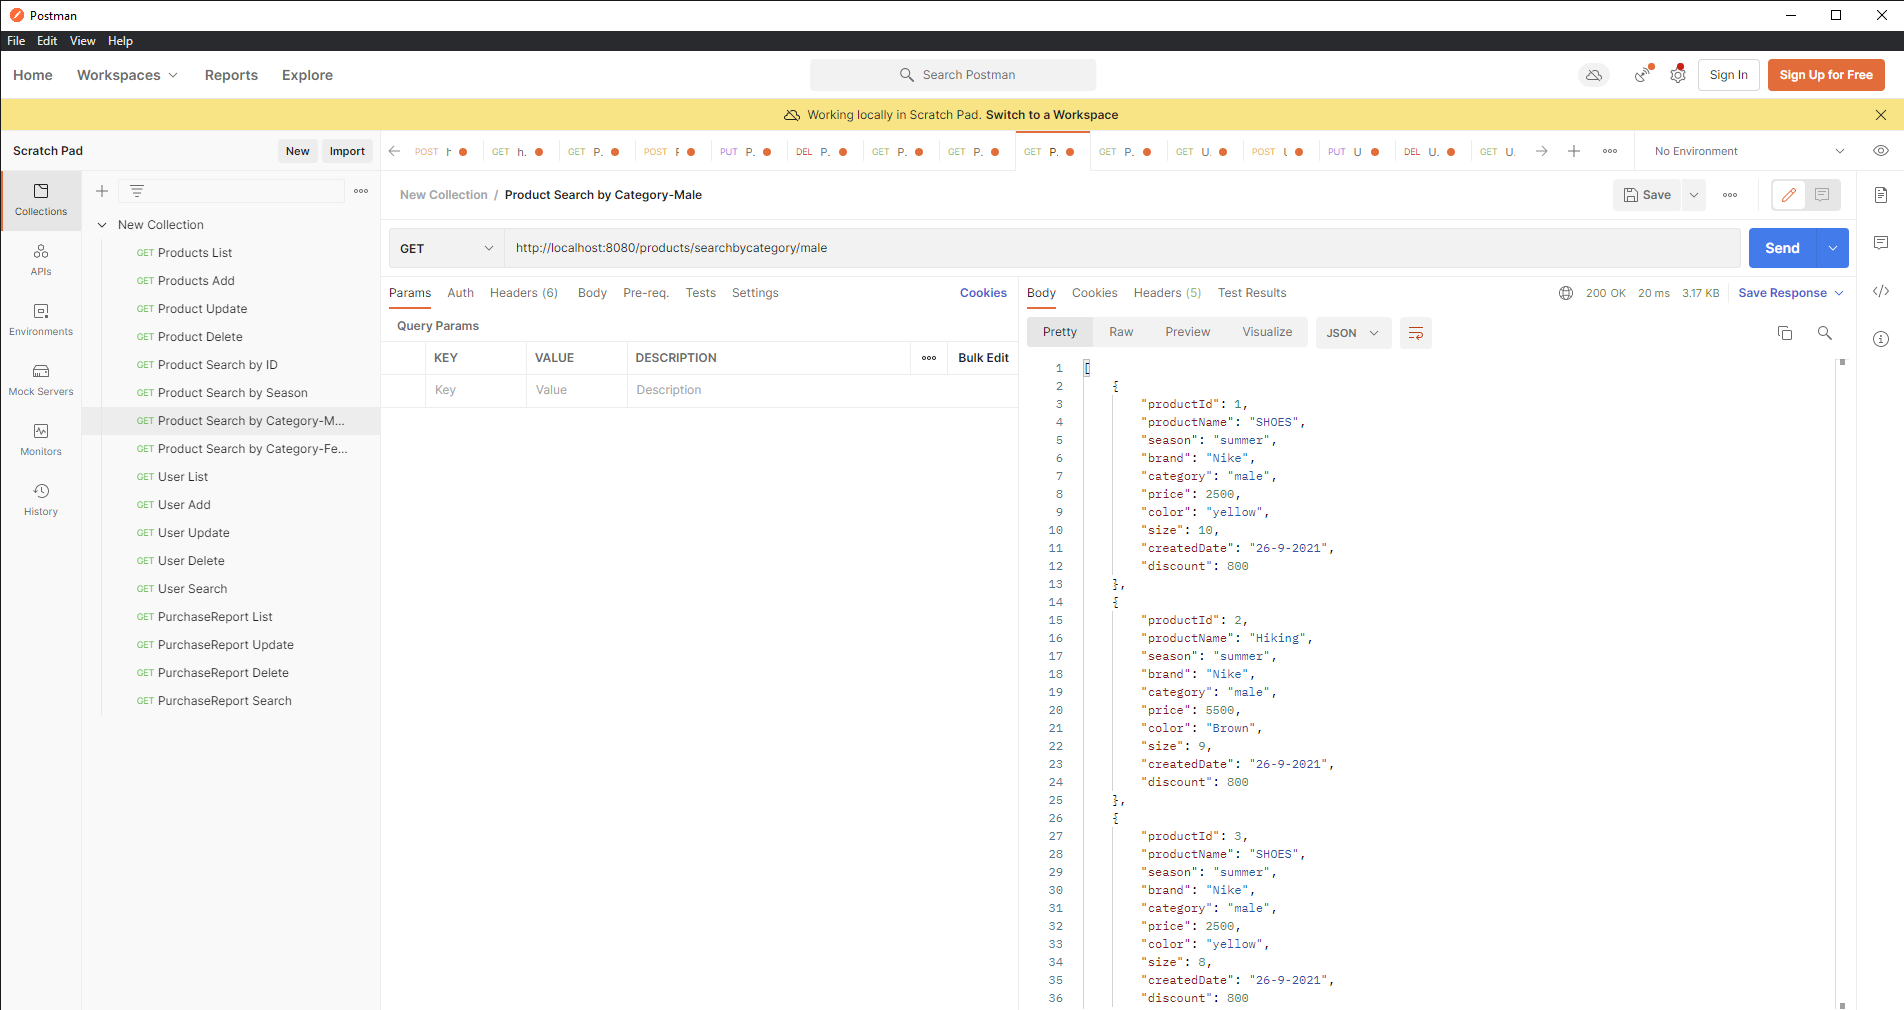 Postman
File Edit View Help
Home Workspaces Reports Explore
Search Postman
Sign In
Sign Up for Free
Working locally in Scratch Pad. Switch to a Workspace
Scratch Pad
New
Import
POST h GET h. GET P. POST F PUT P. DEL P. GET P. GET P. GET P. GET P. GET U. POST U PUT U DEL U. GET U.
No Environment
Collections
APIs
Environments
Mock Servers
Monitors
History
New Collection
GET Products List
GET Products Add
GET Product Update
GET Product Delete
GET Product Search by ID
GET Product Search by Season
GET Product Search by Category-M...
GET Product Search by Category-Fe...
GET User List
GET User Add
GET User Update
GET User Delete
GET User Search
GET PurchaseReport List
GET PurchaseReport Update
GET PurchaseReport Delete
GET PurchaseReport Search
New Collection / Product Search by Category-Male
Save
GET
http://localhost:8080/products/searchbycategory/male
Send
Params Auth Headers (6) Body Pre-req. Tests Settings
Cookies
Query Params
KEY VALUE DESCRIPTION
Bulk Edit
Key Value Description
Body Cookies Headers (5) Test Results
200 OK 20 ms 3.17 KB
Save Response
Pretty Raw Preview Visualize
JSON
1 [
2 {
3 "productId": 1,
4 "productName": "SHOES",
5 "season": "summer",
6 "brand": "Nike",
7 "category": "male",
8 "price": 2500,
9 "color": "yellow",
10 "size": 10,
11 "createdDate": "26-9-2021",
12 "discount": 800
13 },
14 {
15 "productId": 2,
16 "productName": "Hiking",
17 "season": "summer",
18 "brand": "Nike",
19 "category": "male",
20 "price": 5500,
21 "color": "Brown",
22 "size": 9,
23 "createdDate": "26-9-2021",
24 "discount": 800
25 },
26 {
27 "productId": 3,
28 "productName": "SHOES",
29 "season": "summer",
30 "brand": "Nike",
31 "category": "male",
32 "price": 2500,
33 "color": "yellow",
34 "size": 8,
35 "createdDate": "26-9-2021",
36 "discount": 800